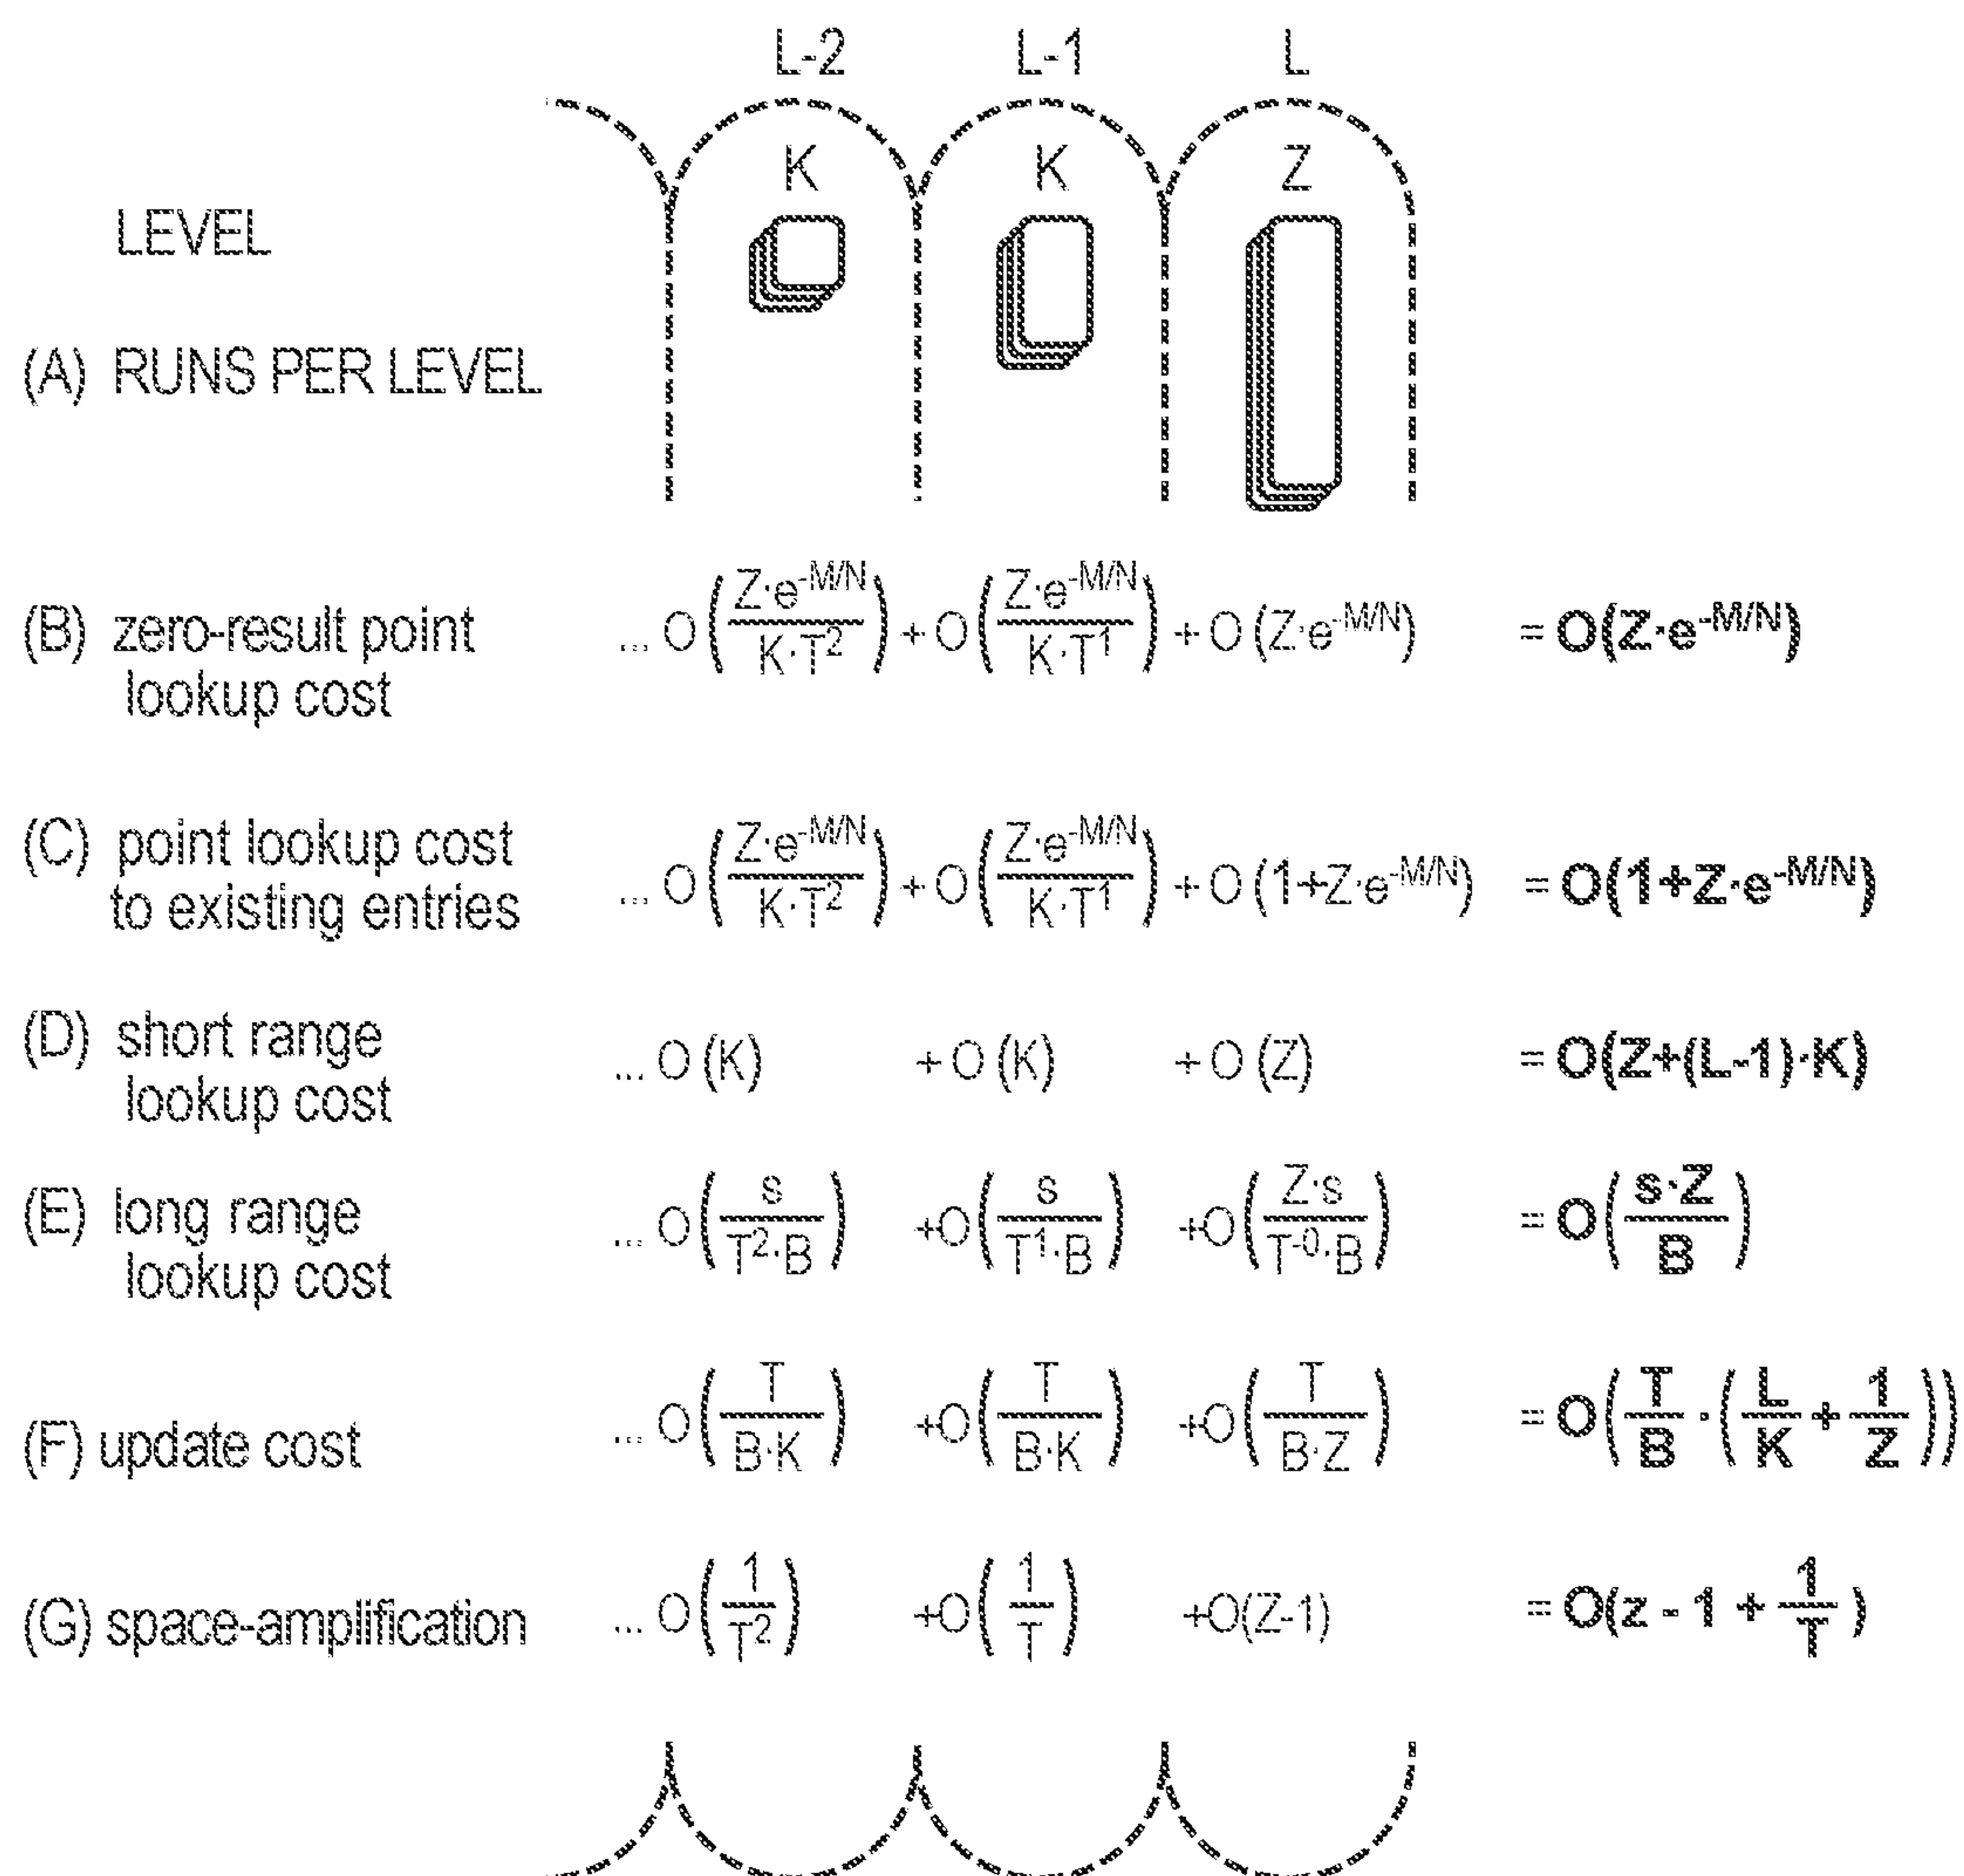 L-2 L-1 L
K K Z
LEVEL
(A) RUNS PER LEVEL
(B) zero-result point lookup cost ... O(Z·e^-M/N / K·T^2) + O(Z·e^-M/N / K·T^1) + O(Z·e^-M/N) = O(Z·e^-M/N)
(C) point lookup cost to existing entries ... O(Z·e^-M/N / K·T^2) + O(Z·e^-M/N / K·T^1) + O(1+Z·e^-M/N) = O(1+Z·e^-M/N)
(D) short range lookup cost ... O(K) + O(K) + O(Z) = O(Z+(L-1)·K)
(E) long range lookup cost ... O(s / T^2·B) +O(s / T^1·B) +O(Z·s / T^-0·B) = O(s·Z / B)
(F) update cost ... O(T / B·K) +O(T / B·K) +O(T / B·Z) = O(T/B · (L/K + 1/Z))
(G) space-amplification ... O(1/T^2) +O(1/T) +O(Z-1) = O(z - 1 + 1/T)